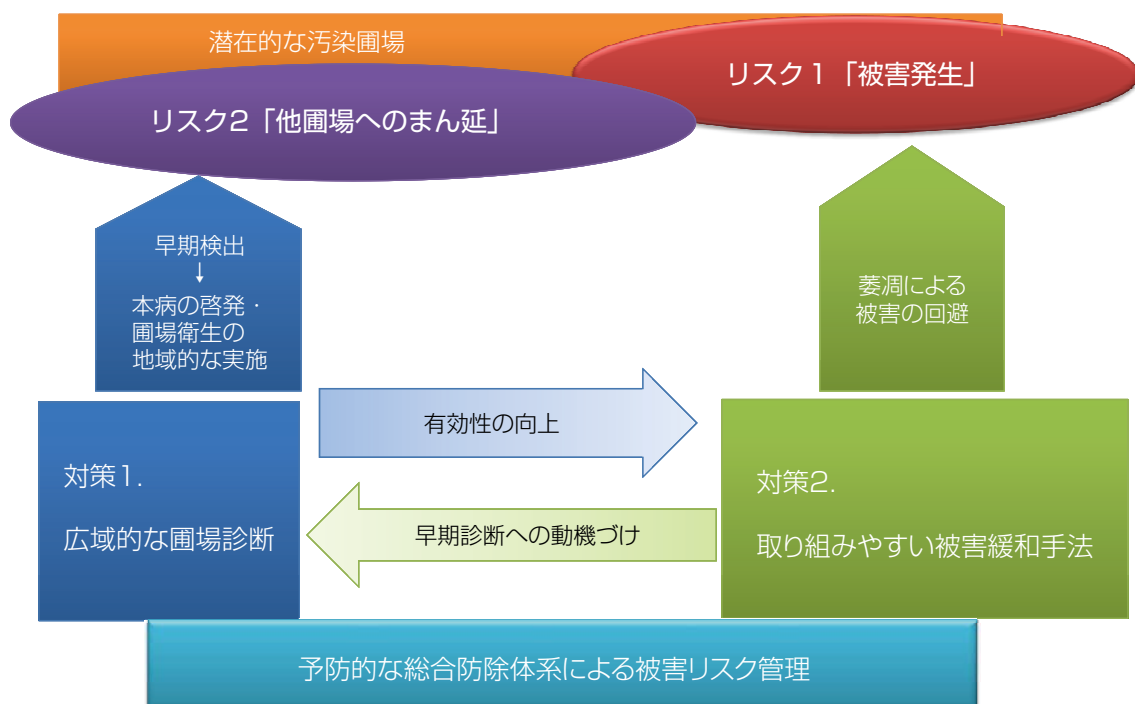 潜在的な汚染圃場
リスク1「被害発生」
リスク2「他圃場へのまん延」
早期検出
↓
本病の啓発・
圃場衛生の
地域的な実施
萎凋による
被害の回避
有効性の向上
対策1.
広域的な圃場診断
早期診断への動機づけ
対策2.
取り組みやすい被害緩和手法
予防的な総合防除体系による被害リスク管理